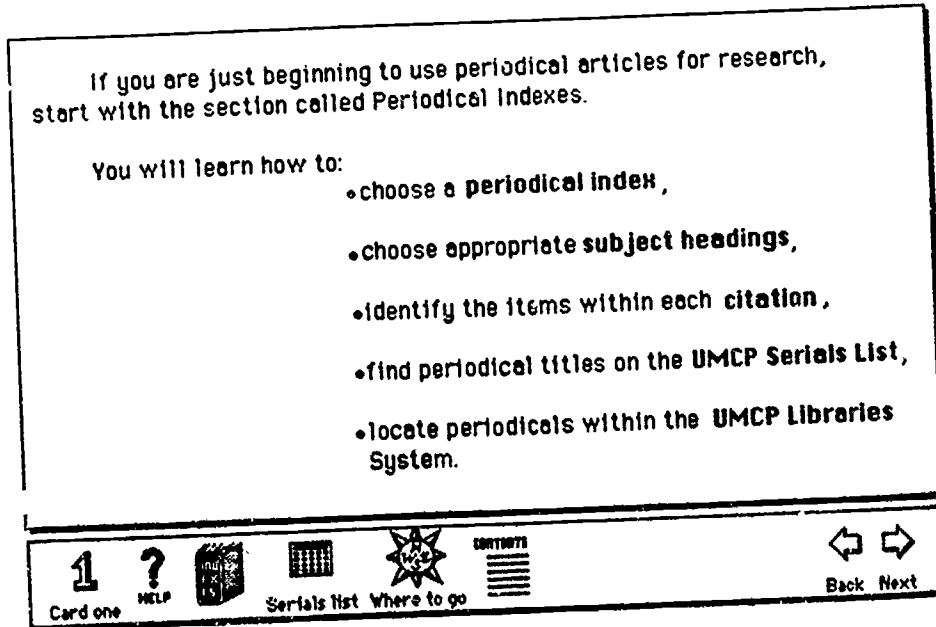 If you are just beginning to use periodical articles for research,
start with the section called Periodical Indexes.
You will learn how to:
•choose a periodical index,
•choose appropriate subject headings,
•identify the items within each citation,
•find periodical titles on the UMCP Serials List,
•locate periodicals within the UMCP Libraries
System.
1 ? CONTENTS
Card one HELP Serials list Where to go Back Next